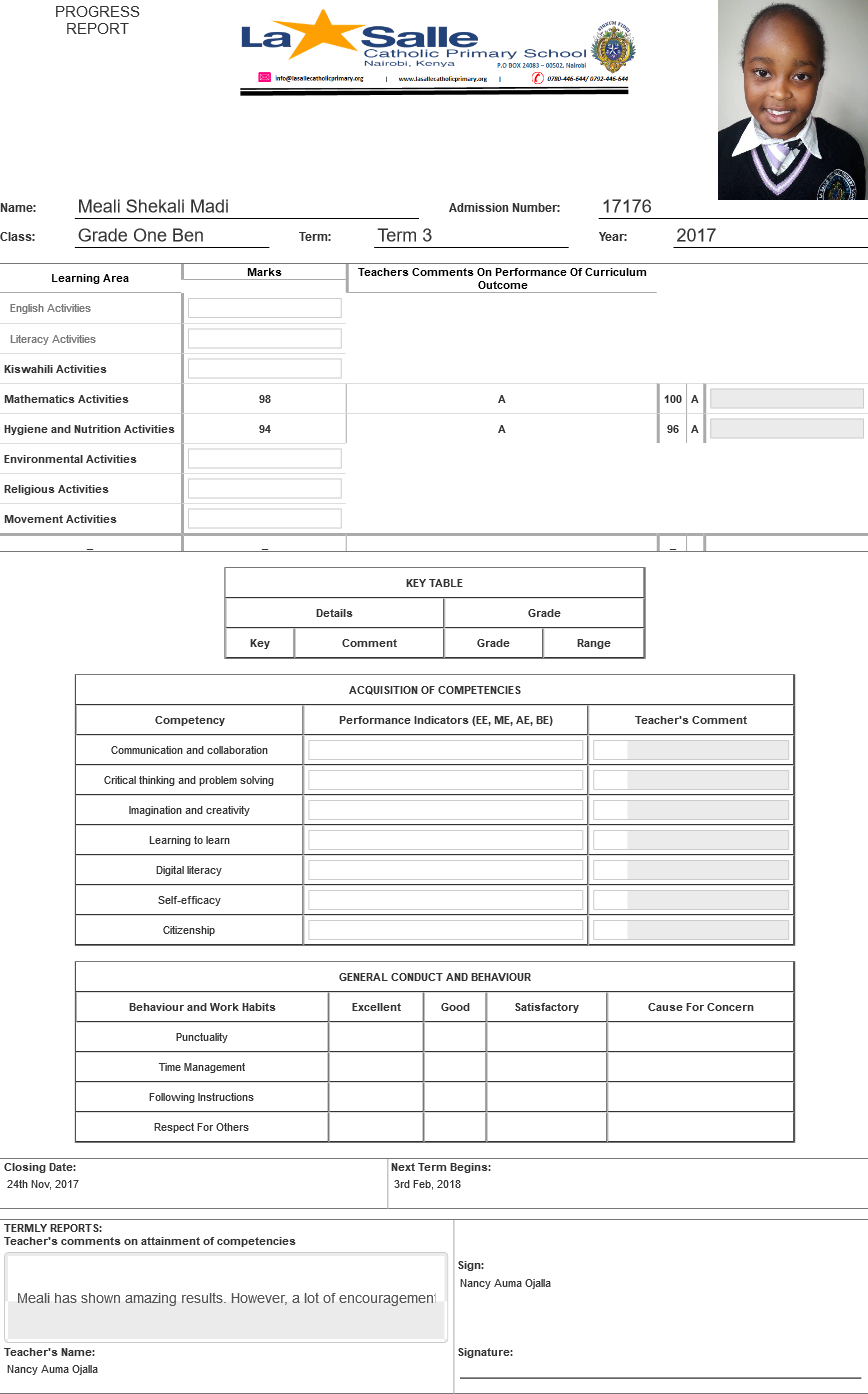 PROGRESS
REPORT
La Salle
Catholic Primary School
Nairobi, Kenya
P.O BOX 24083 – 00502. Nairobi
info@lasallecatholicprimary.org | www.lasallecatholicprimary.org | 0780-446-644/ 0792-446-644
Name: Meali Shekali Madi Admission Number: 17176
Class: Grade One Ben Term: Term 3 Year: 2017
Learning Area Marks Teachers Comments On Performance Of Curriculum
Outcome
English Activities
Literacy Activities
Kiswahili Activities
Mathematics Activities 98 A 100 A
Hygiene and Nutrition Activities 94 A 96 A
Environmental Activities
Religious Activities
Movement Activities
– – –
KEY TABLE
Details Grade
Key Comment Grade Range
ACQUISITION OF COMPETENCIES
Competency Performance Indicators (EE, ME, AE, BE) Teacher's Comment
Communication and collaboration
Critical thinking and problem solving
Imagination and creativity
Learning to learn
Digital literacy
Self-efficacy
Citizenship
GENERAL CONDUCT AND BEHAVIOUR
Behaviour and Work Habits Excellent Good Satisfactory Cause For Concern
Punctuality
Time Management
Following Instructions
Respect For Others
Closing Date: Next Term Begins:
24th Nov, 2017 3rd Feb, 2018
TERMLY REPORTS:
Teacher's comments on attainment of competencies
Sign:
Nancy Auma Ojalla
Meali has shown amazing results. However, a lot of encouragement
Teacher's Name: Signature:
Nancy Auma Ojalla